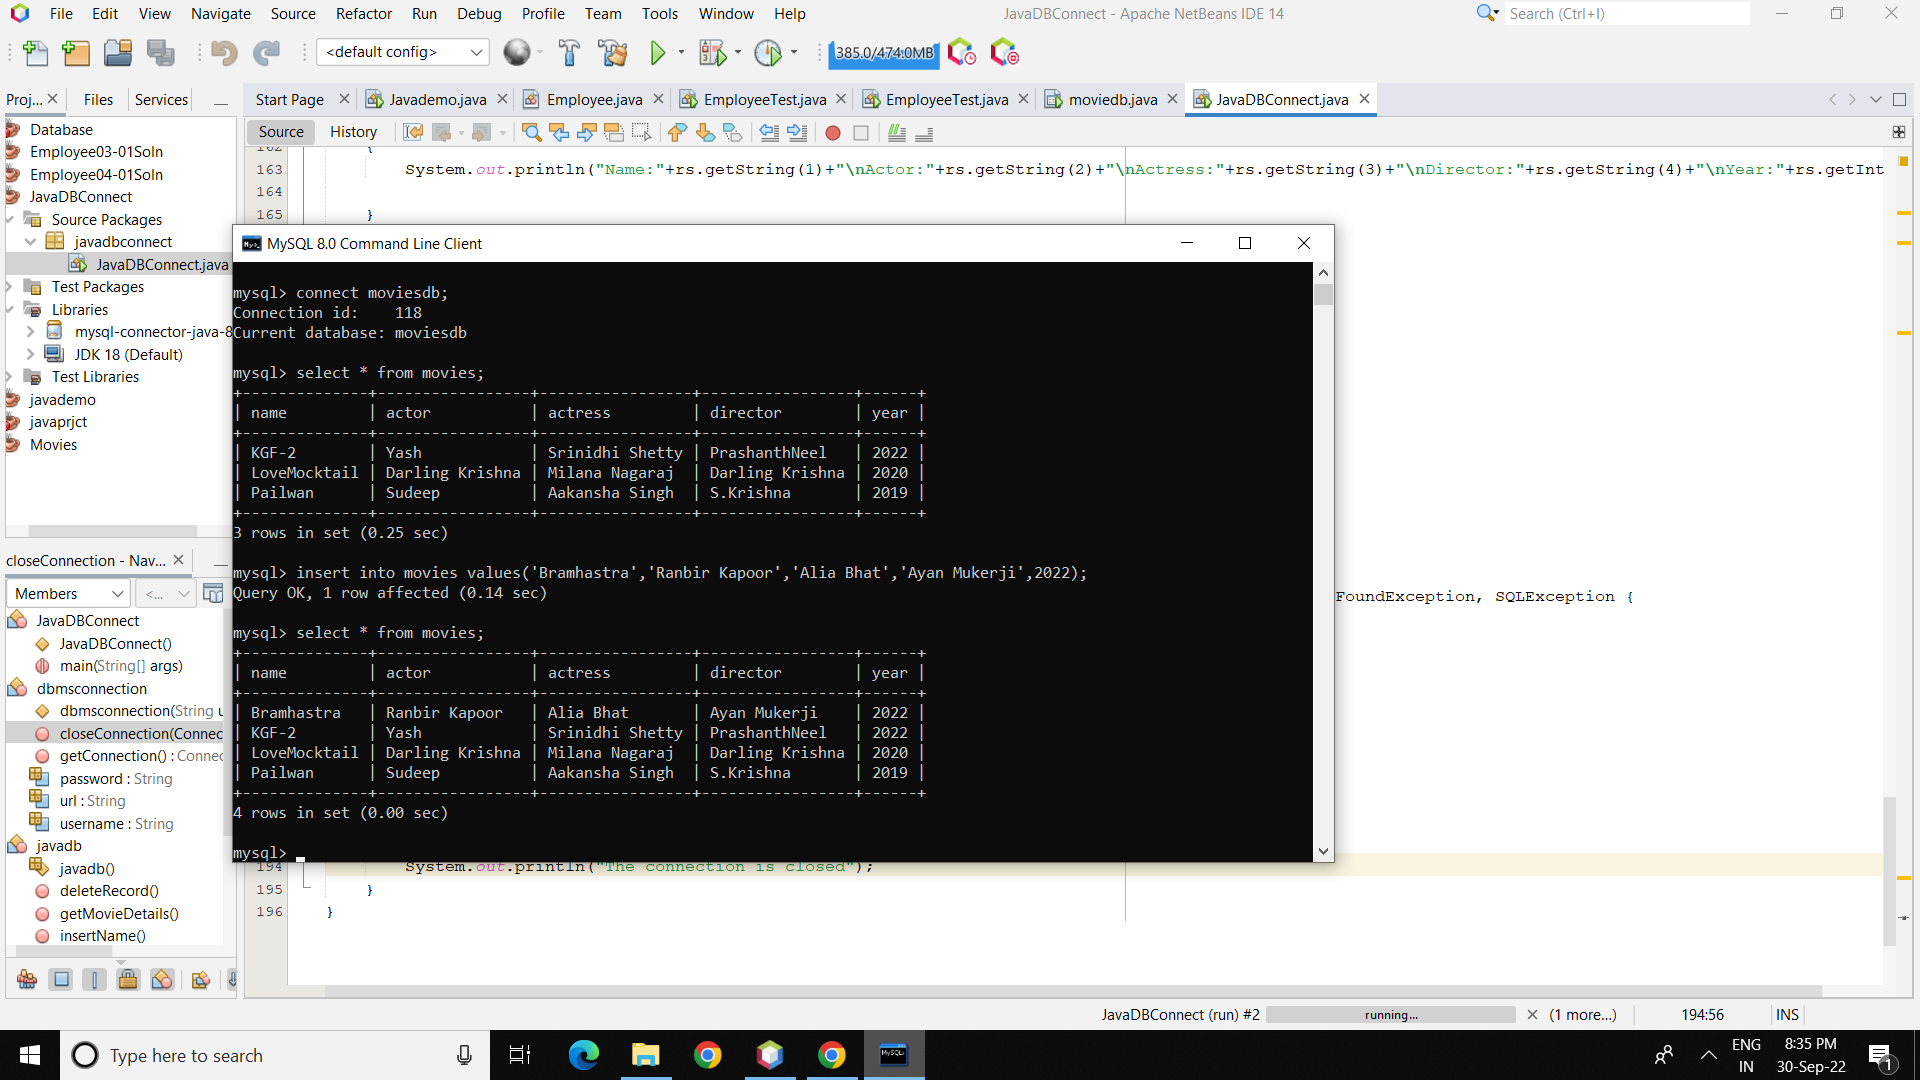 File Edit View Navigate Source Refactor Run Debug Profile Team Tools Window Help
JavaDBConnect - Apache NetBeans IDE 14
Search (Ctrl+I)
<default config>
385.0/474.0MB
Proj... Files Services
Start Page Javademo.java Employee.java EmployeeTest.java EmployeeTest.java moviedb.java JavaDBConnect.java
Source History
Database
Employee03-01Soln
Employee04-01Soln
JavaDBConnect
Source Packages
javadbconnect
JavaDBConnect.java
Test Packages
Libraries
mysql-connector-java-8
JDK 18 (Default)
Test Libraries
javademo
javaprjct
Movies
closeConnection - Nav...
Members <...
JavaDBConnect
JavaDBConnect()
main(String[] args)
dbmsconnection
dbmsconnection(String u
closeConnection(Connec
getConnection() : Connec
password : String
url : String
username : String
javadb
javadb()
deleteRecord()
getMovieDetails()
insertName()
162 {
163 System.out.println("Name:"+rs.getString(1)+"\nActor:"+rs.getString(2)+"\nActress:"+rs.getString(3)+"\nDirector:"+rs.getString(4)+"\nYear:"+rs.getInt
164
165 }
MySQL 8.0 Command Line Client
mysql> connect moviesdb;
Connection id:    118
Current database: moviesdb
mysql> select * from movies;
+--------------+-----------------+-----------------+-----------------+------+
| name         | actor           | actress         | director        | year |
+--------------+-----------------+-----------------+-----------------+------+
| KGF-2        | Yash            | Srinidhi Shetty | PrashanthNeel   | 2022 |
| LoveMocktail | Darling Krishna | Milana Nagaraj  | Darling Krishna | 2020 |
| Pailwan      | Sudeep          | Aakansha Singh  | S.Krishna       | 2019 |
+--------------+-----------------+-----------------+-----------------+------+
3 rows in set (0.25 sec)
mysql> insert into movies values('Bramhastra','Ranbir Kapoor','Alia Bhat','Ayan Mukerji',2022);
Query OK, 1 row affected (0.14 sec)
mysql> select * from movies;
+--------------+-----------------+-----------------+-----------------+------+
| name         | actor           | actress         | director        | year |
+--------------+-----------------+-----------------+-----------------+------+
| Bramhastra   | Ranbir Kapoor   | Alia Bhat       | Ayan Mukerji    | 2022 |
| KGF-2        | Yash            | Srinidhi Shetty | PrashanthNeel   | 2022 |
| LoveMocktail | Darling Krishna | Milana Nagaraj  | Darling Krishna | 2020 |
| Pailwan      | Sudeep          | Aakansha Singh  | S.Krishna       | 2019 |
+--------------+-----------------+-----------------+-----------------+------+
4 rows in set (0.00 sec)
mysql> _
FoundException, SQLException {
194 System.out.println("The connection is closed");
195 }
196 }
JavaDBConnect (run) #2 running... (1 more...) 194:56 INS
Type here to search
ENG
IN
8:35 PM
30-Sep-22
1